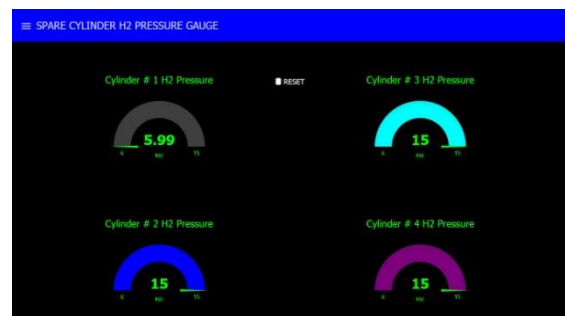 SPARE CYLINDER H2 PRESSURE GAUGE
Cylinder # 1 H2 Pressure
RESET
Cylinder # 3 H2 Pressure
5.99
6
15
15
6
15
Cylinder # 2 H2 Pressure
Cylinder # 4 H2 Pressure
15
6
15
15
6
15